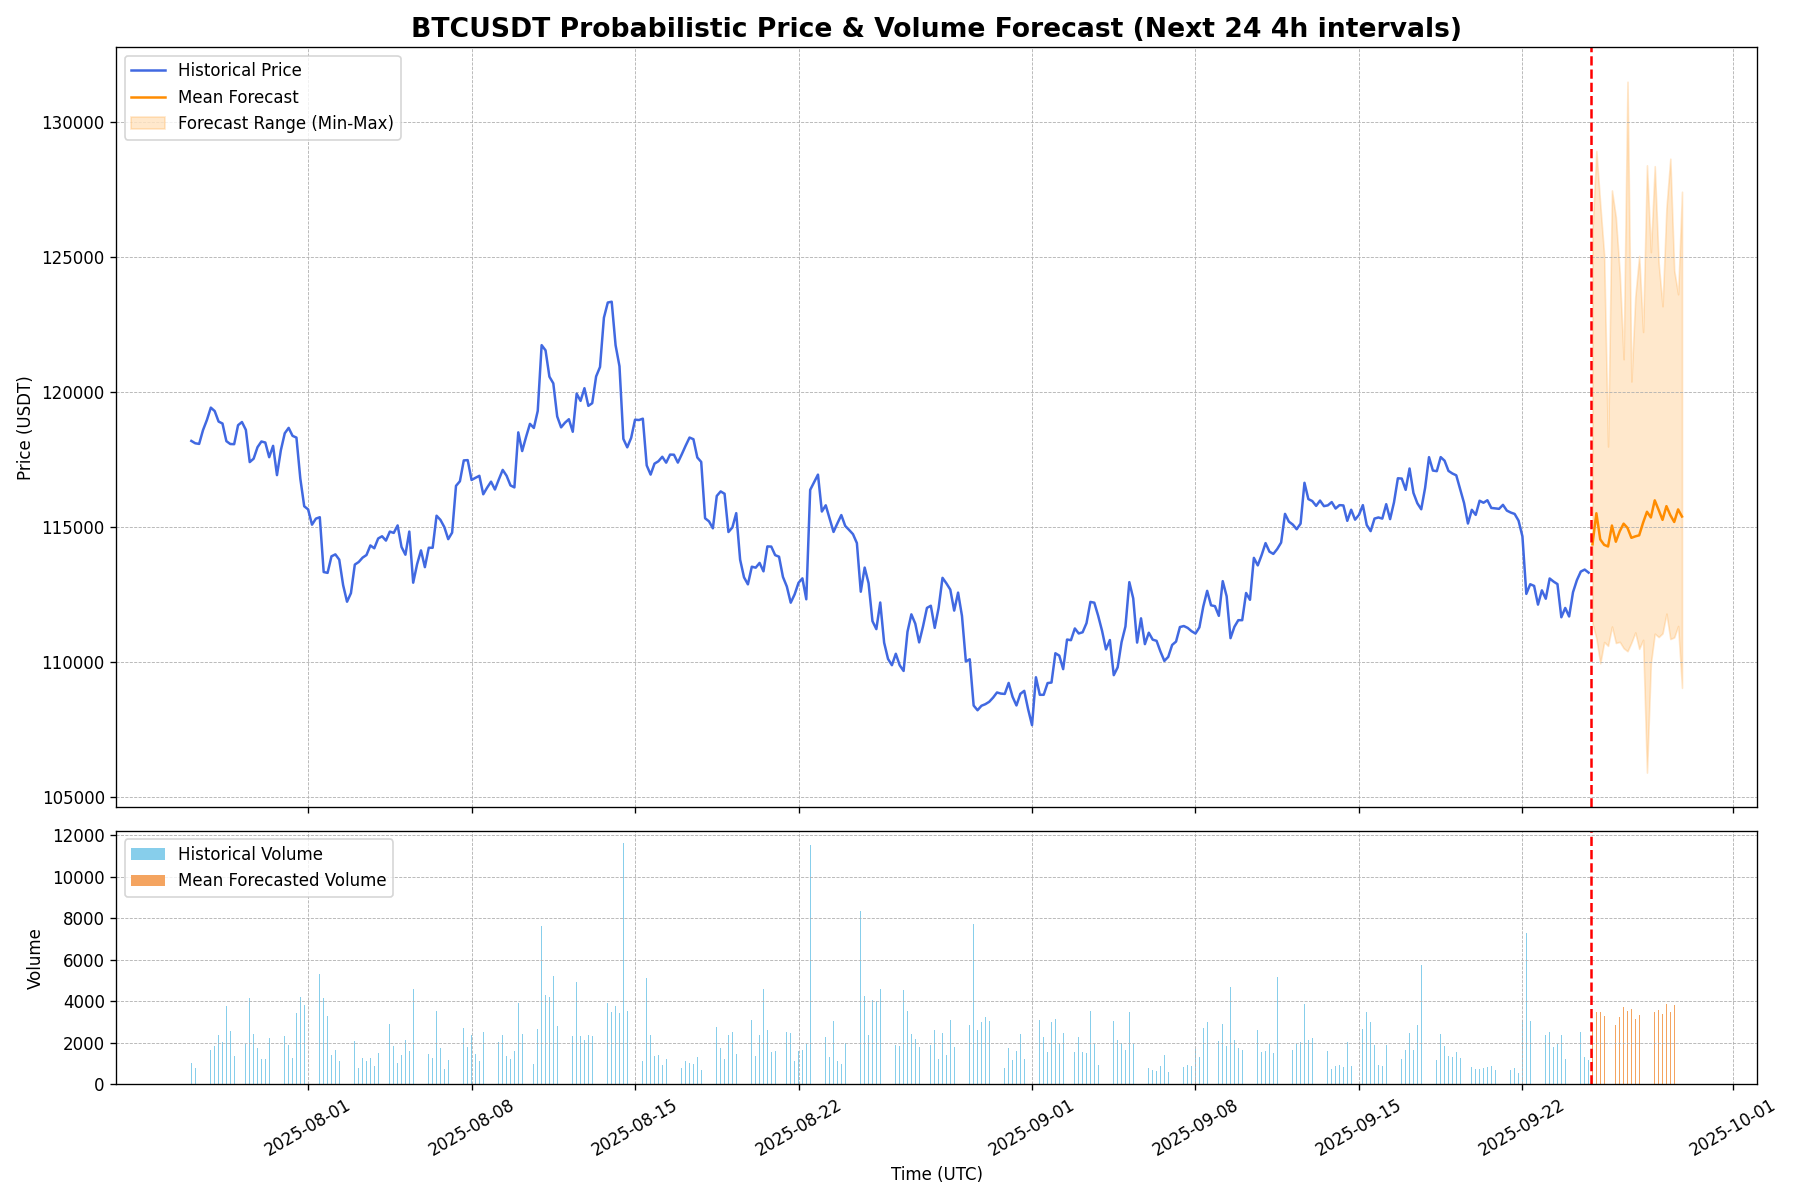 BTCUSDT Probabilistic Price & Volume Forecast (Next 24 4h intervals)
Historical Price
Mean Forecast
Forecast Range (Min-Max)
130000
125000
120000
115000
110000
105000
Price (USDT)
Historical Volume
Mean Forecasted Volume
12000
10000
8000
6000
4000
2000
0
Volume
2025-08-01
2025-08-08
2025-08-15
2025-08-22
2025-09-01
2025-09-08
2025-09-15
2025-09-22
2025-10-01
Time (UTC)